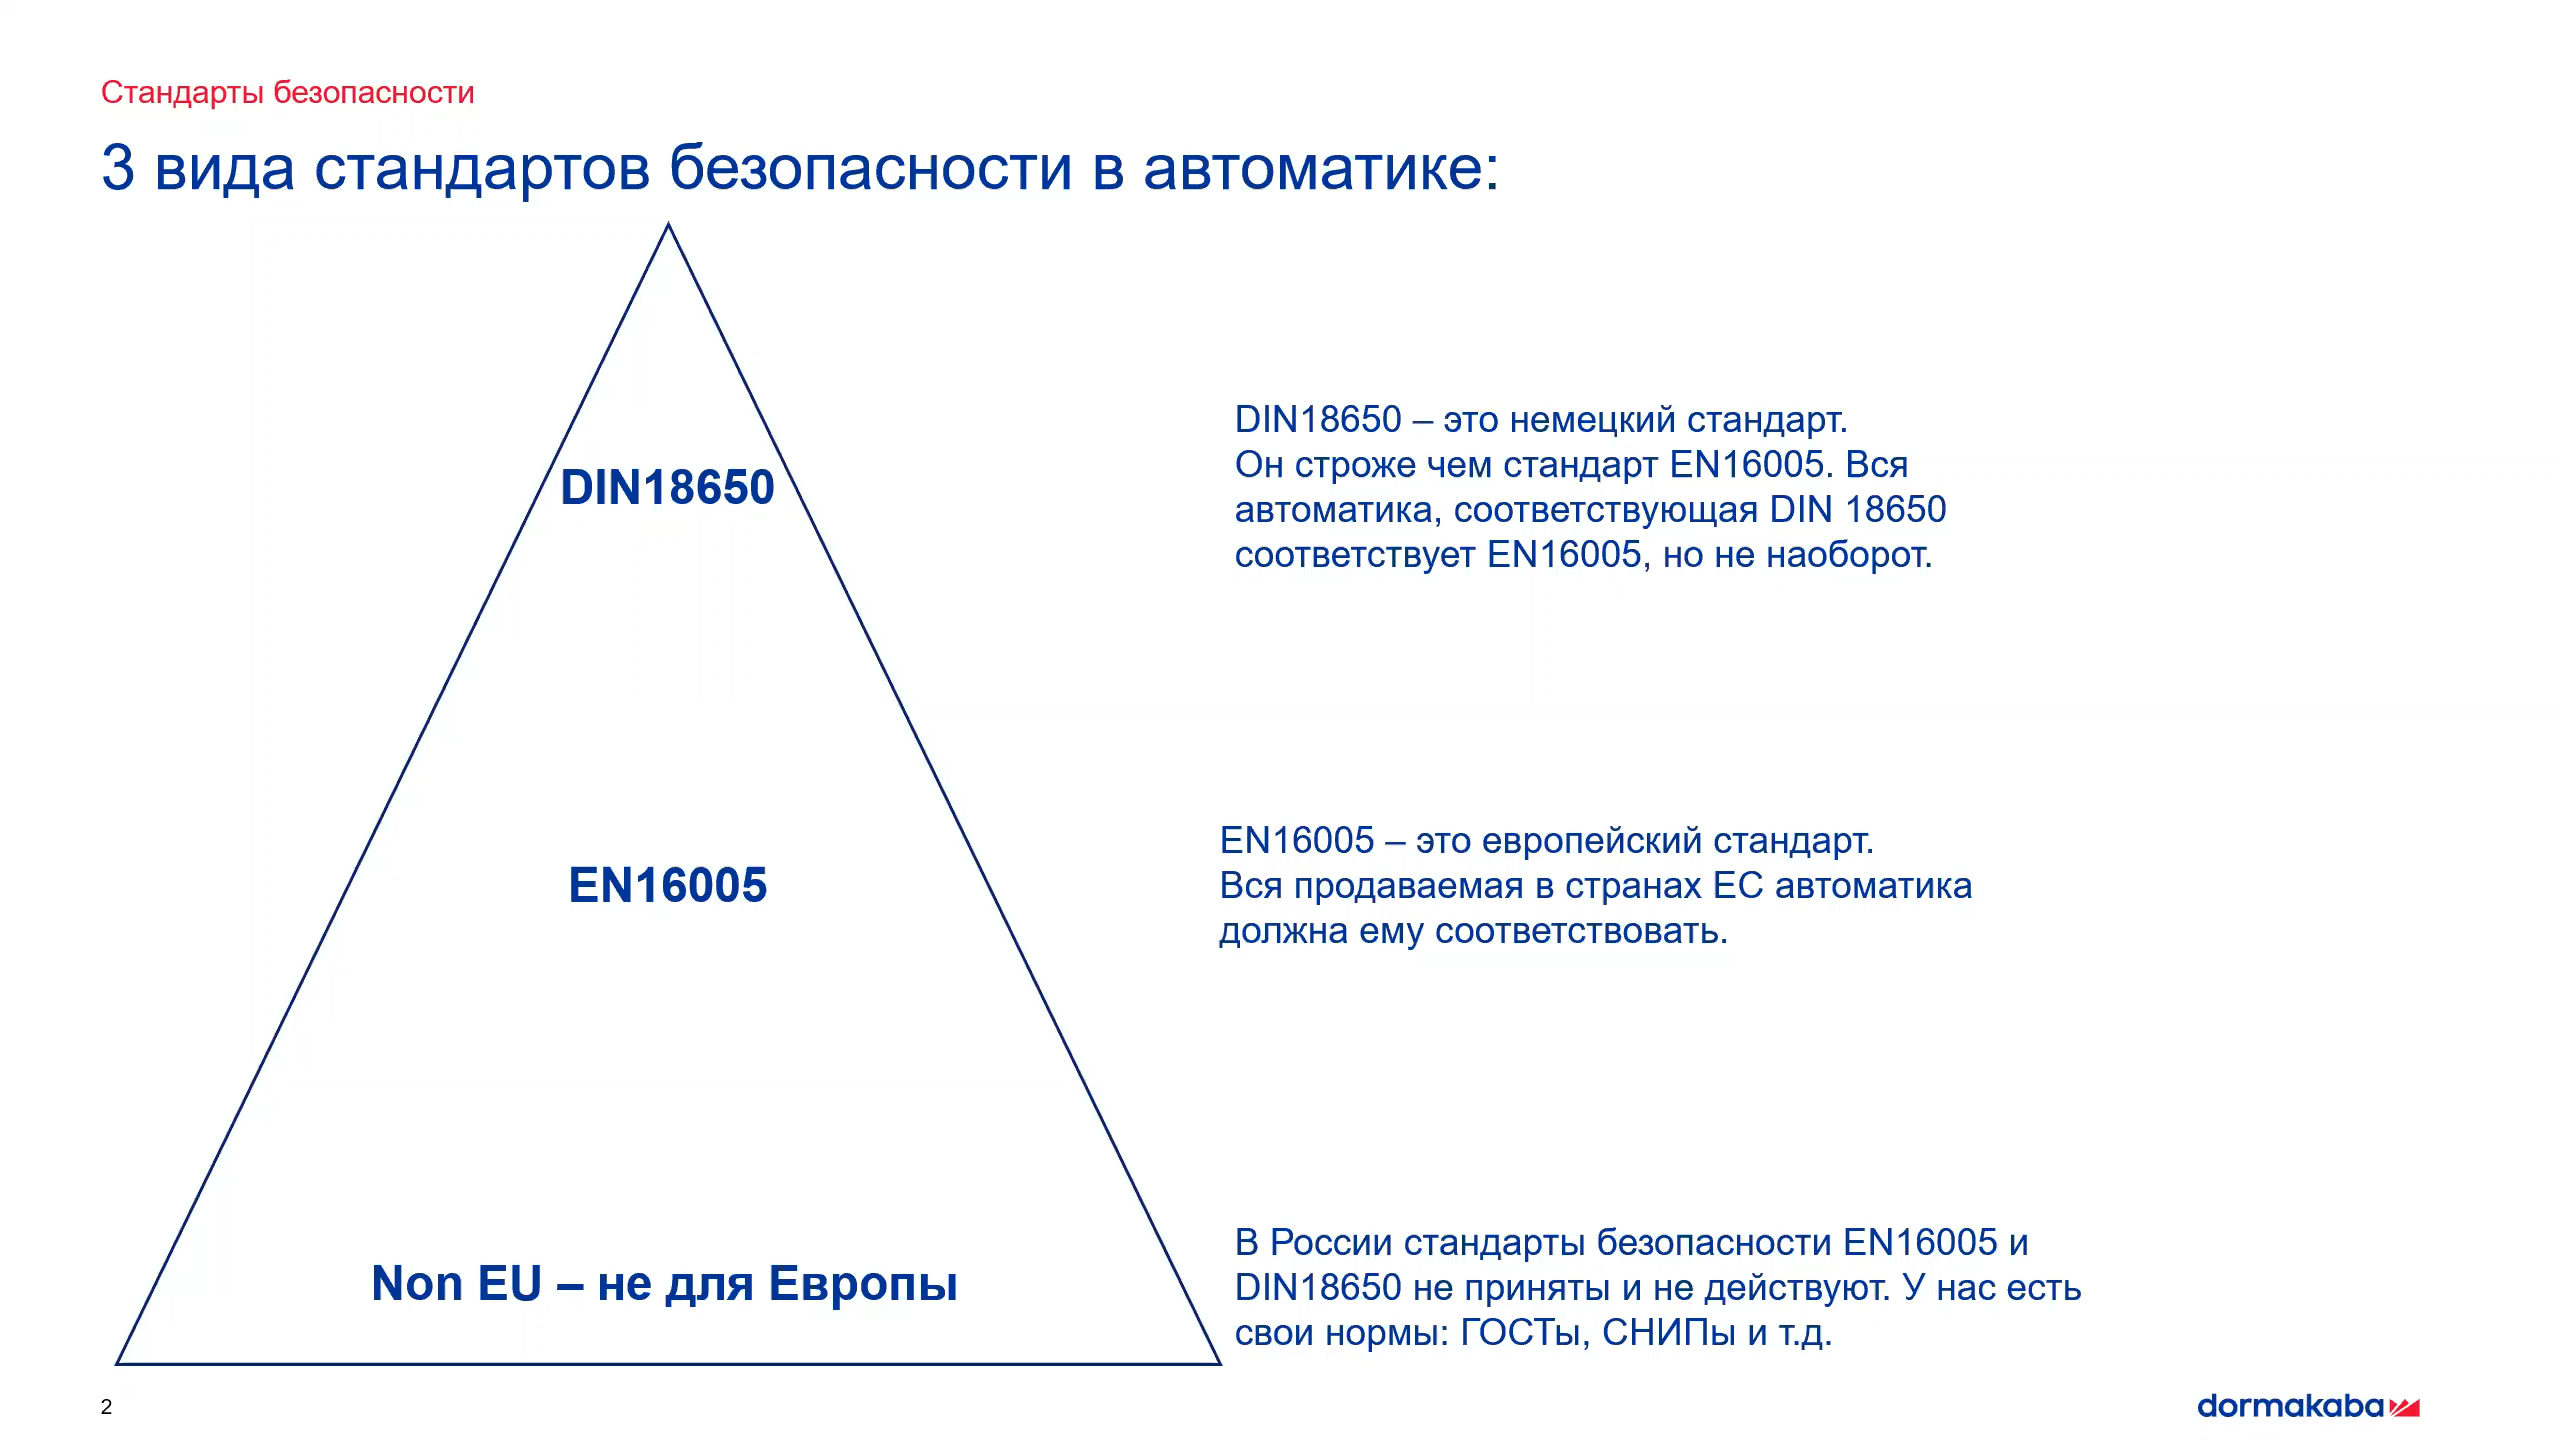 Стандарты безопасности
3 вида стандартов безопасности в автоматике:
DIN18650
DIN18650 – это немецкий стандарт.
Он строже чем стандарт EN16005. Вся
автоматика, соответствующая DIN 18650
соответствует EN16005, но не наоборот.
EN16005
EN16005 – это европейский стандарт.
Вся продаваемая в странах ЕС автоматика
должна ему соответствовать.
Non EU – не для Европы
В России стандарты безопасности EN16005 и
DIN18650 не приняты и не действуют. У нас есть
свои нормы: ГОСТы, СНИПы и т.д.
2
dormakaba